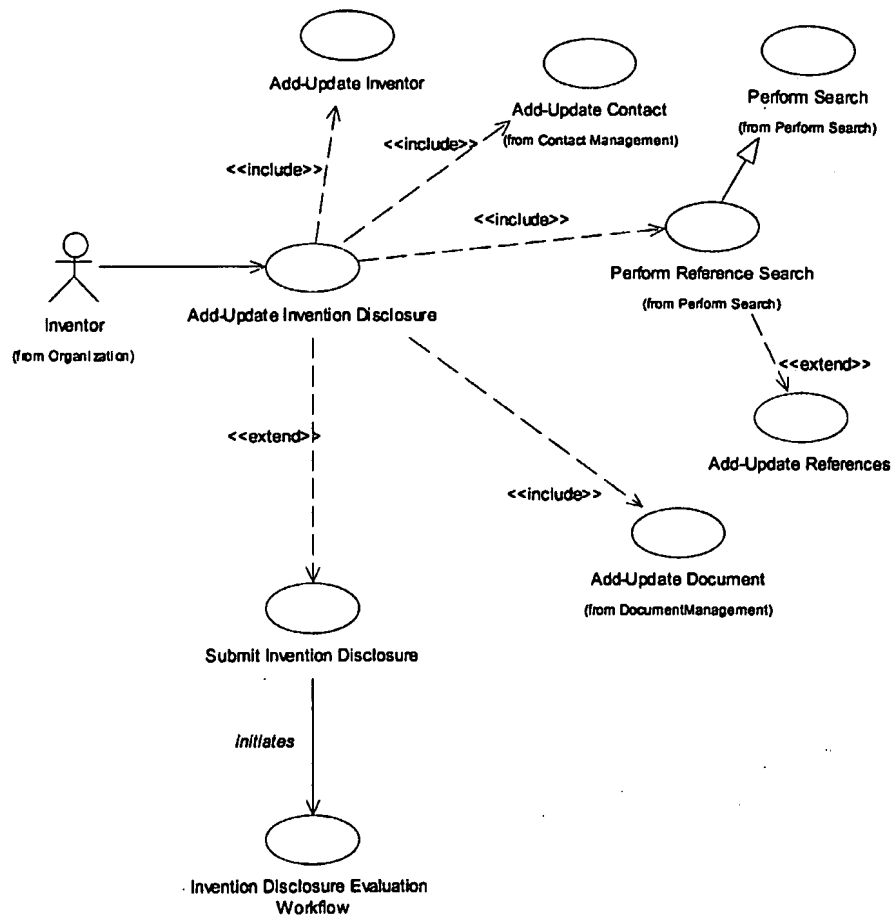 Add-Update Inventor
Add-Update Contact
(from Contact Management)
Perform Search
(from Perform Search)
<<include>>
<<include>>
<<include>>
Inventor
(from Organization)
Add-Update Invention Disclosure
Perform Reference Search
(from Perform Search)
<<extend>>
Add-Update References
<<extend>>
<<include>>
Add-Update Document
(from DocumentManagement)
Submit Invention Disclosure
initiates
Invention Disclosure Evaluation
Workflow